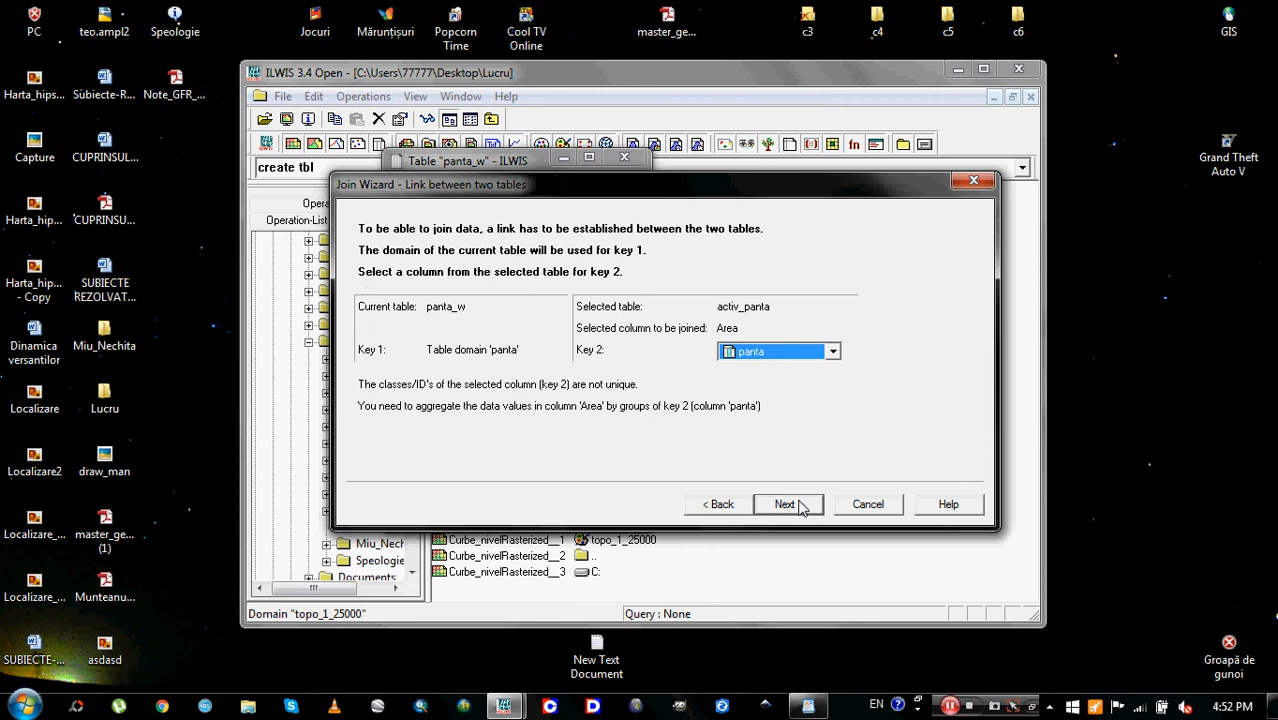 PC
teo.ampl2
Speologie
Jocuri
Mărunțișuri
Popcorn
Time
Cool TV
Online
master_ge...
c3
c4
c5
c6
GIS
Harta_hips...
Subiecte-R...
Note_GFR_...
Capture
CUPRINSUL...
Harta_hip...
CUPRINSUL...
Harta_hip...
- Copy
SUBIECTE
REZOLVAT...
Dinamica
versantilor
Miu_Nechita
Localizare
Lucru
Localizare2
draw_man
Localizare_...
master_ge...
(1)
Localizare_...
Munteanu...
SUBIECTE-...
asdasd
Grand Theft
Auto V
Groapă de
gunoi
New Text
Document
ILWIS 3.4 Open - [C:\Users\77777\Desktop\Lucru]
File Edit Operations View Window Help
create tbl
Table "panta_w" - ILWIS
Opera
Operation-List
Join Wizard - Link between two tables
To be able to join data, a link has to be established between the two tables.
The domain of the current table will be used for key 1.
Select a column from the selected table for key 2.
Current table: panta_w
Selected table: activ_panta
Selected column to be joined: Area
Key 1: Table domain 'panta'
Key 2: panta
The classes/ID's of the selected column (key 2) are not unique.
You need to aggregate the data values in column 'Area' by groups of key 2 (column 'panta')
< Back Next Cancel Help
Miu_Nech
Speologie
Documents
Curbe_nivelRasterized__1 topo_1_25000
Curbe_nivelRasterized__2 ..
Curbe_nivelRasterized__3 C:
Domain "topo_1_25000"
Query : None
EN
4:52 PM